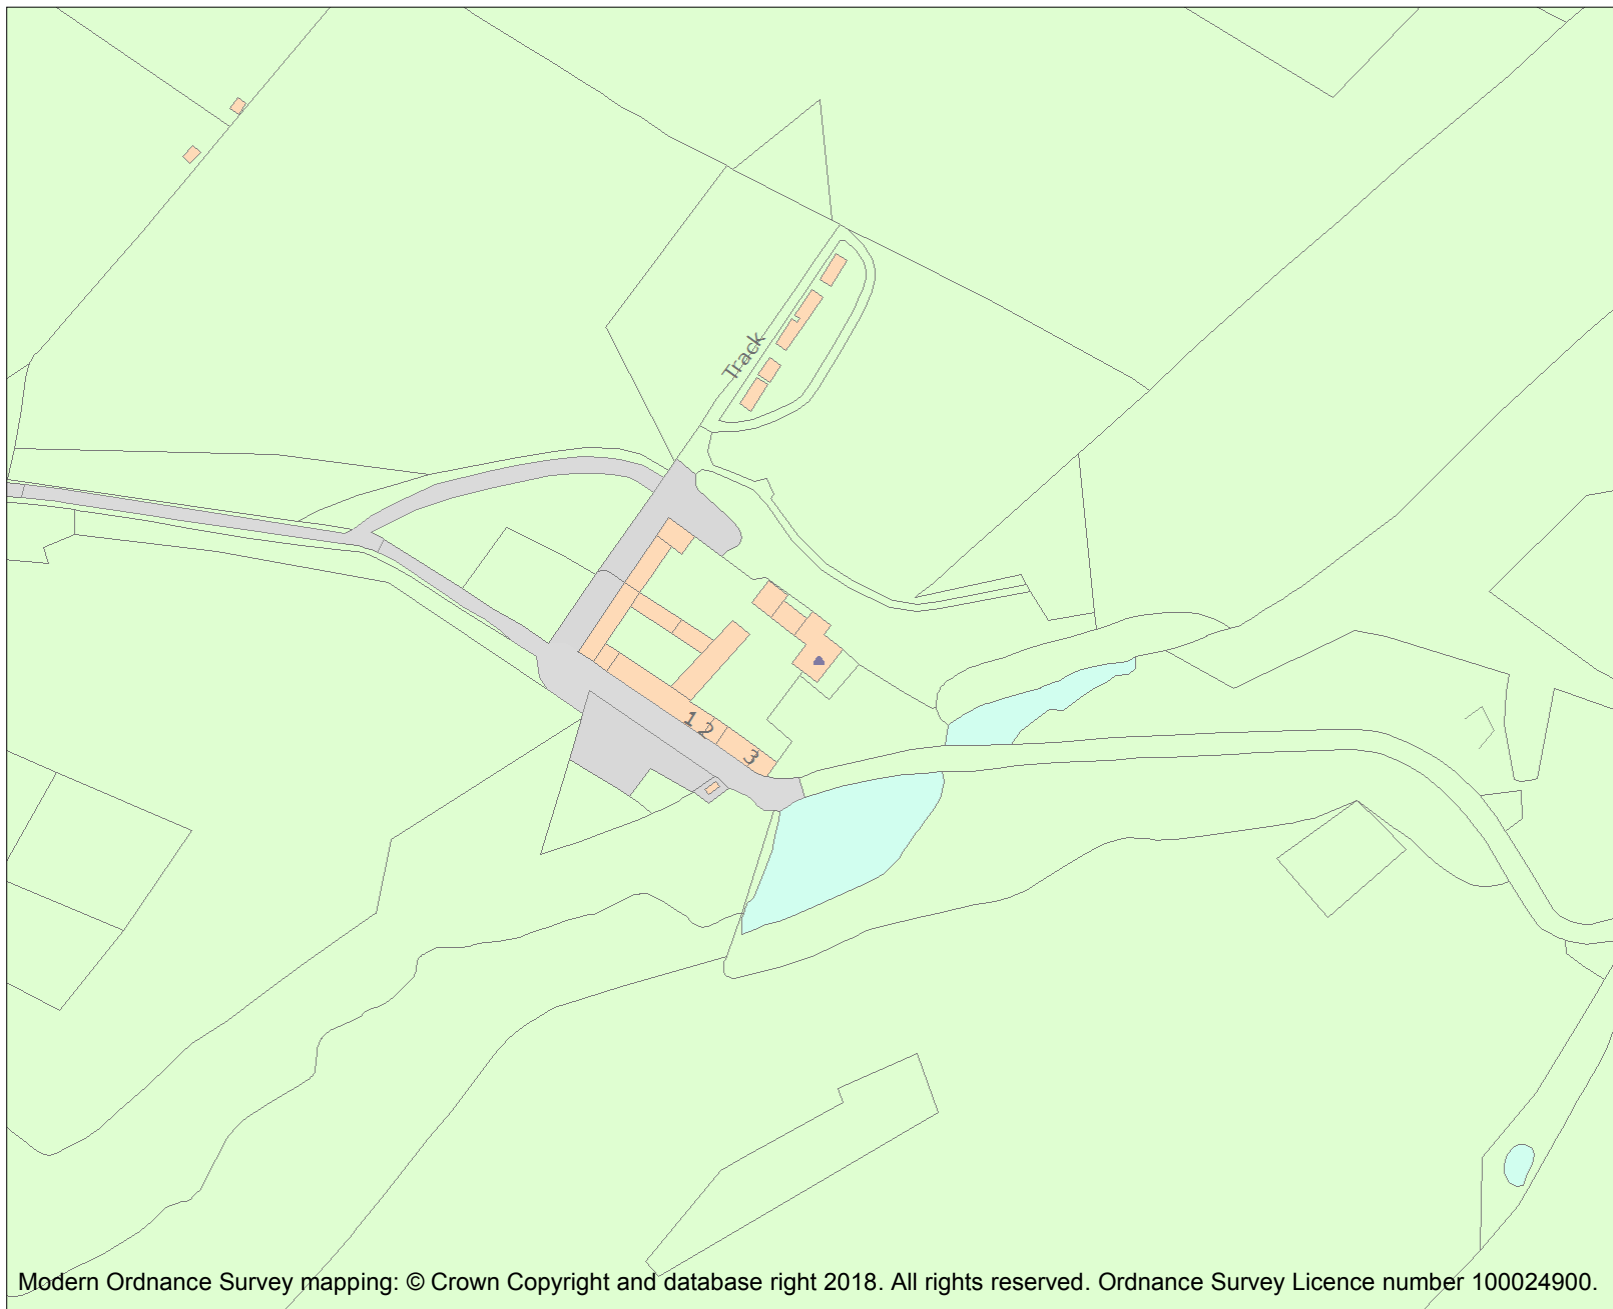 Track
1 2
3
Modern Ordnance Survey mapping: © Crown Copyright and database right 2018. All rights reserved. Ordnance Survey Licence number 100024900.